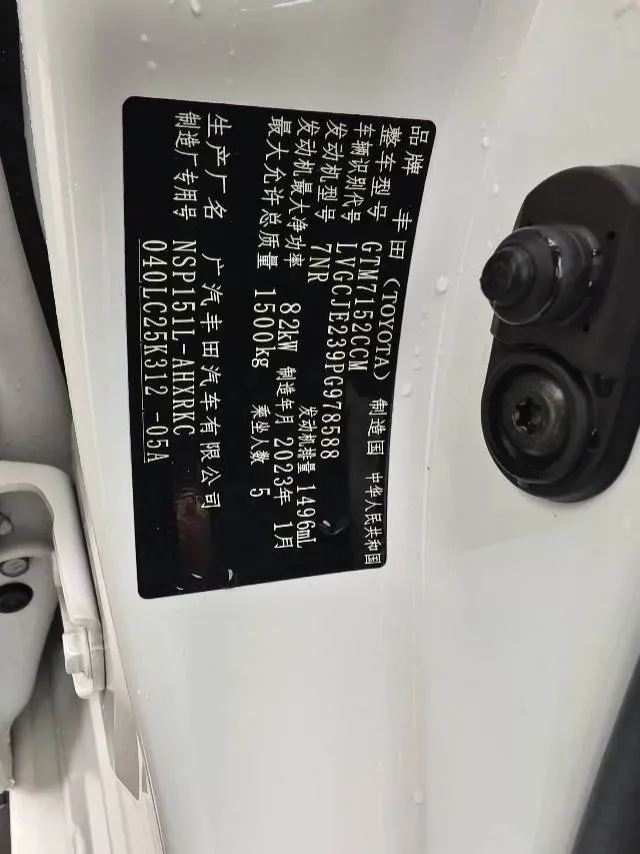 品牌 丰田（TOYOTA） 制造国 中华人民共和国
整车型号 GTM7152CCM
车辆识别代号 LVGCJE239PG978588
发动机型号 7NR 发动机排量 1496mL
发动机最大净功率 82kW 制造年月 2023年 1月
最大允许总质量 1500kg 乘坐人数 5
生产厂名 广汽丰田汽车有限公司
制造厂专用号 NSP151L-AHXRKC
040LC25K312 -05A